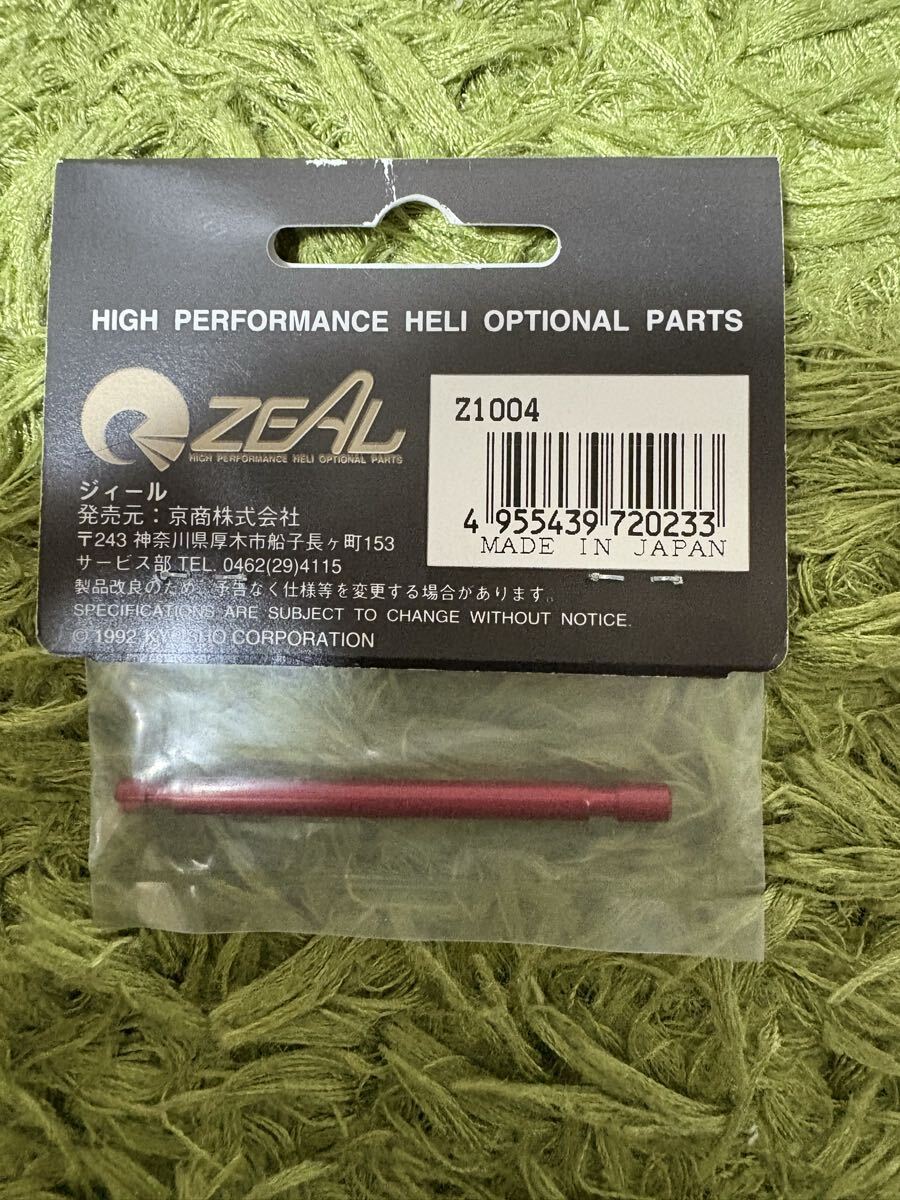 HIGH PERFORMANCE HELI OPTIONAL PARTS
ZEAL
HIGH PERFORMANCE HELI OPTIONAL PARTS
Z1004
4 955439 720233
MADE IN JAPAN
ジィール
発売元：京商株式会社
〒243 神奈川県厚木市船子長ヶ町153
サービス部 TEL. 0462(29)4115
製品改良のため、予告なく仕様等を変更する場合があります。
SPECIFICATIONS ARE SUBJECT TO CHANGE WITHOUT NOTICE.
© 1992 KYOSHO CORPORATION